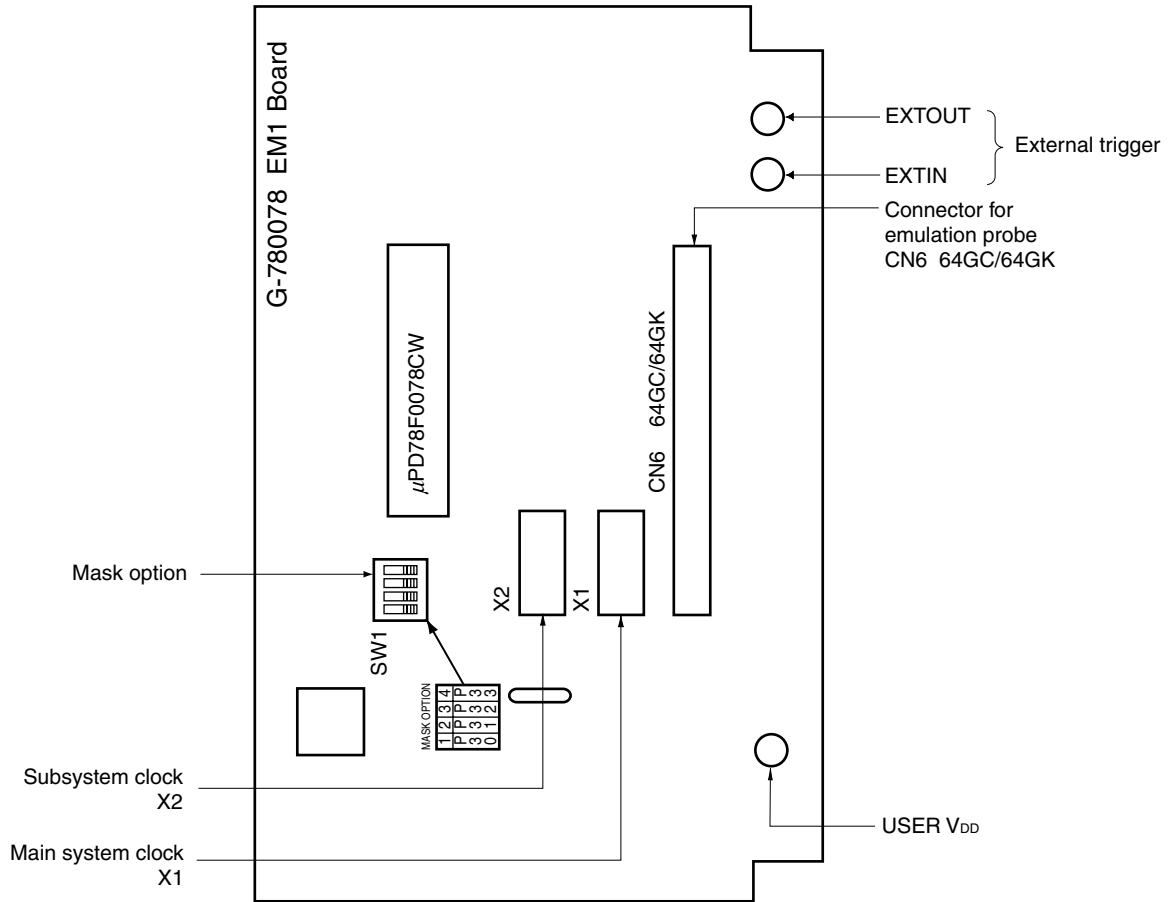 G-780078 EM1 Board
EXTOUT
EXTIN
External trigger
Connector for
emulation probe
CN6 64GC/64GK
µPD78F0078CW
CN6 64GC/64GK
Mask option
SW1
X2
X1
MASK OPTION
1 2 3 4
P P P P
3 3 3 3
0 1 2 3
Subsystem clock
X2
Main system clock
X1
USER VDD